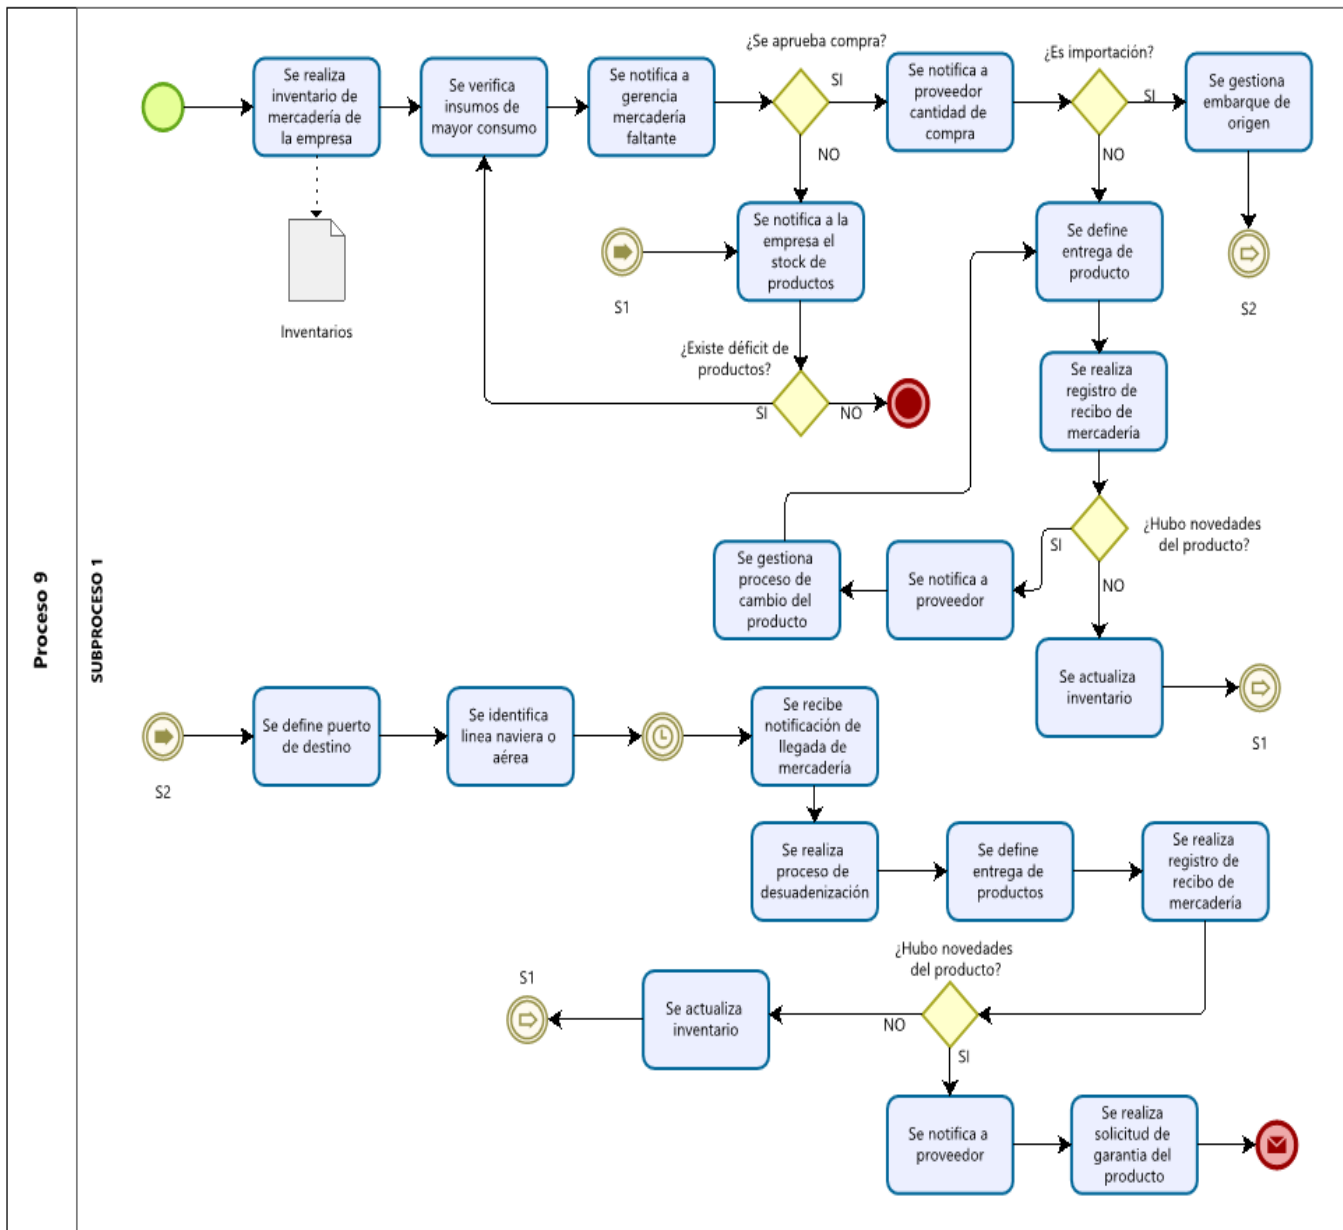 Proceso 9
SUBPROCESO 1
Se realiza
inventario de
mercadería de
la empresa
Inventarios
Se verifica
insumos de
mayor consumo
Se notifica a
gerencia
mercadería
faltante
¿Se aprueba compra?
SI
NO
Se notifica a
proveedor
cantidad de
compra
¿Es importación?
SI
NO
Se gestiona
embarque de
origen
S2
S1
Se notifica a la
empresa el
stock de
productos
¿Existe déficit de
productos?
SI
NO
Se define
entrega de
producto
Se realiza
registro de
recibo de
mercadería
¿Hubo novedades
del producto?
SI
NO
Se notifica a
proveedor
Se gestiona
proceso de
cambio del
producto
Se actualiza
inventario
S1
S2
Se define puerto
de destino
Se identifica
linea naviera o
aérea
Se recibe
notificación de
llegada de
mercadería
Se realiza
proceso de
desuadenización
Se define
entrega de
productos
Se realiza
registro de
recibo de
mercadería
¿Hubo novedades
del producto?
NO
SI
Se actualiza
inventario
S1
Se notifica a
proveedor
Se realiza
solicitud de
garantia del
producto